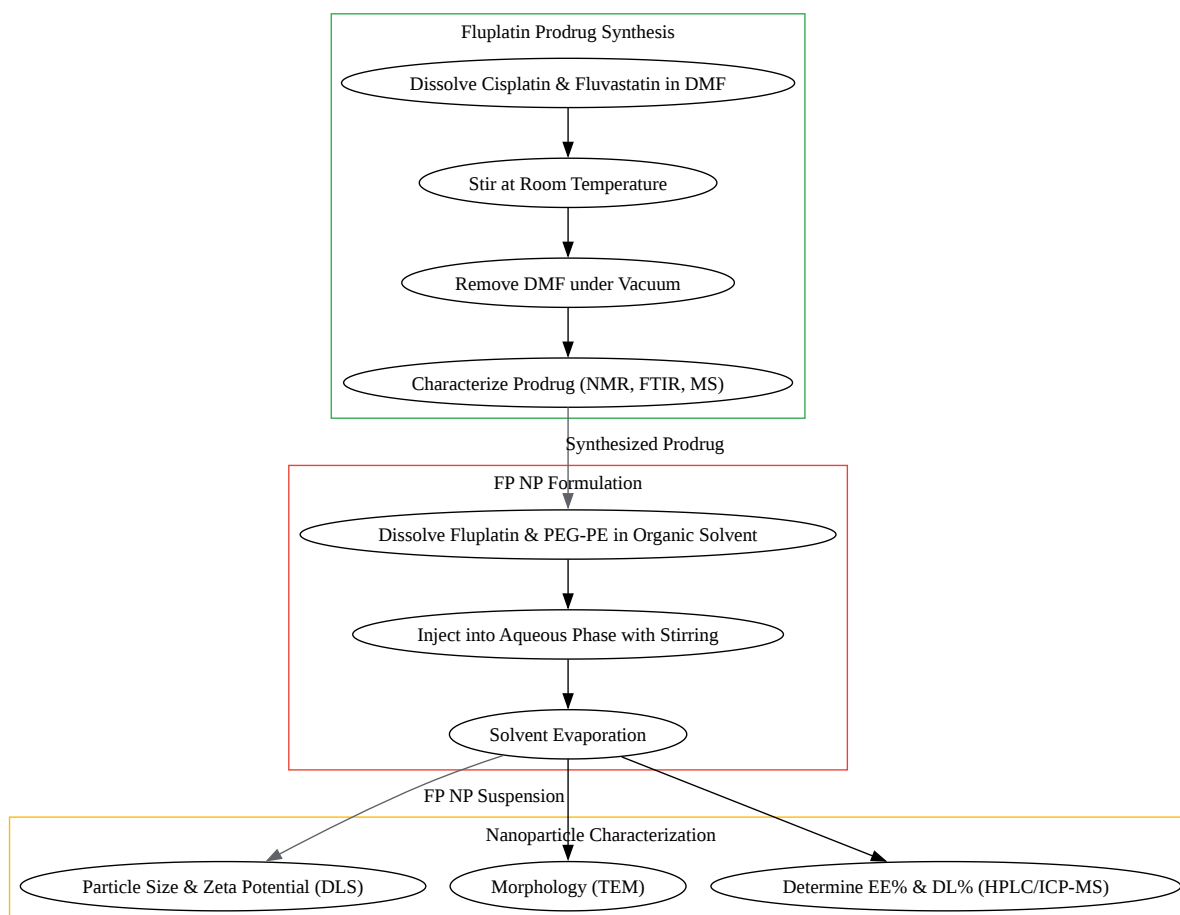 Fluplatin Prodrug Synthesis
Dissolve Cisplatin & Fluvastatin in DMF
Stir at Room Temperature
Remove DMF under Vacuum
Characterize Prodrug (NMR, FTIR, MS)
Synthesized Prodrug
FP NP Formulation
Dissolve Fluplatin & PEG-PE in Organic Solvent
Inject into Aqueous Phase with Stirring
Solvent Evaporation
FP NP Suspension
Nanoparticle Characterization
Particle Size & Zeta Potential (DLS)
Morphology (TEM)
Determine EE% & DL% (HPLC/ICP-MS)